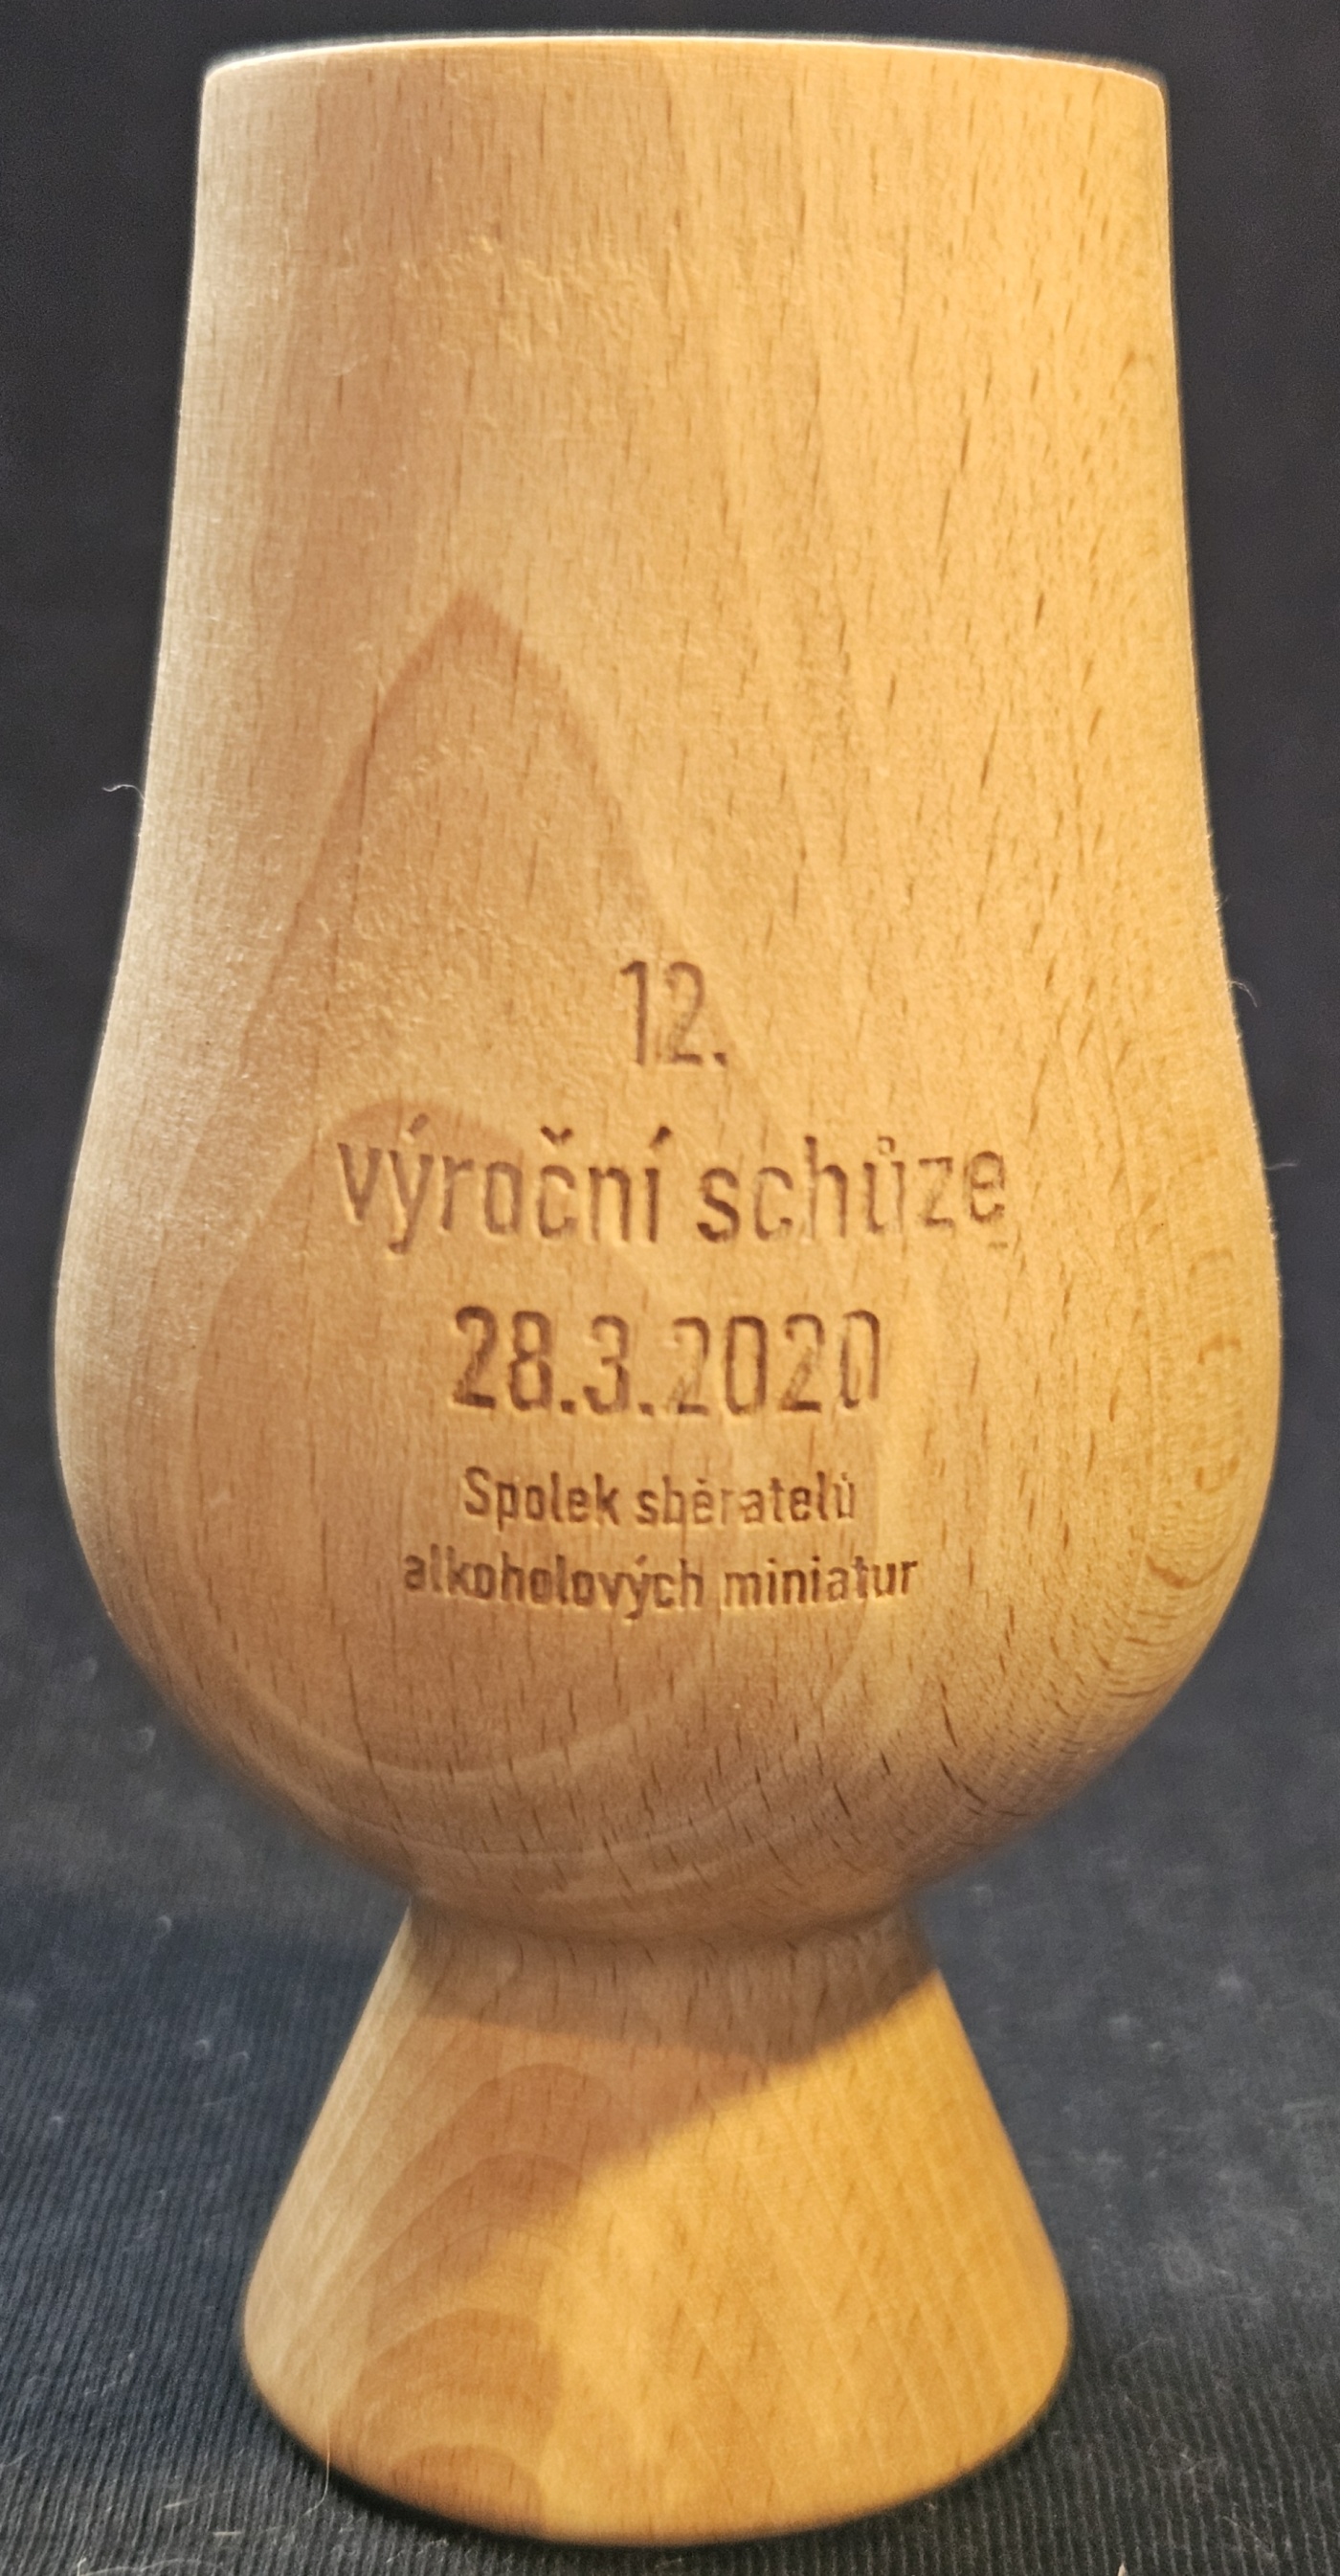 12.
výroční schůze
28.3.2020
Spolek sběratelů
alkoholových miniatur